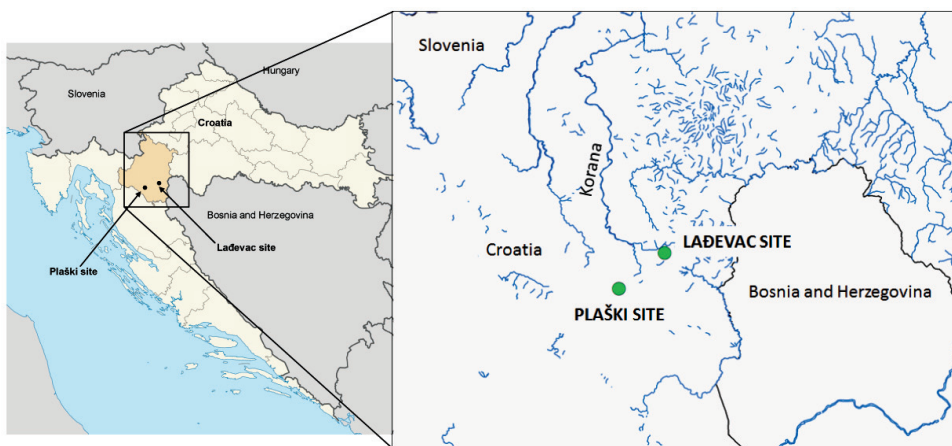 Hungary
Slovenia
Croatia
Bosnia and Herzegovina
Lađevac site
Plaški site
Slovenia
Korana
LAĐEVAC SITE
Croatia
Bosnia and Herzegovina
PLAŠKI SITE